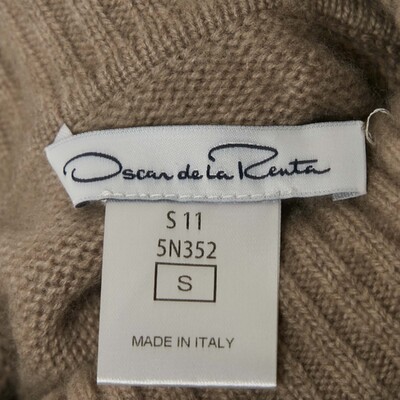 Oscar de la Renta
S 11
5N352
S
MADE IN ITALY